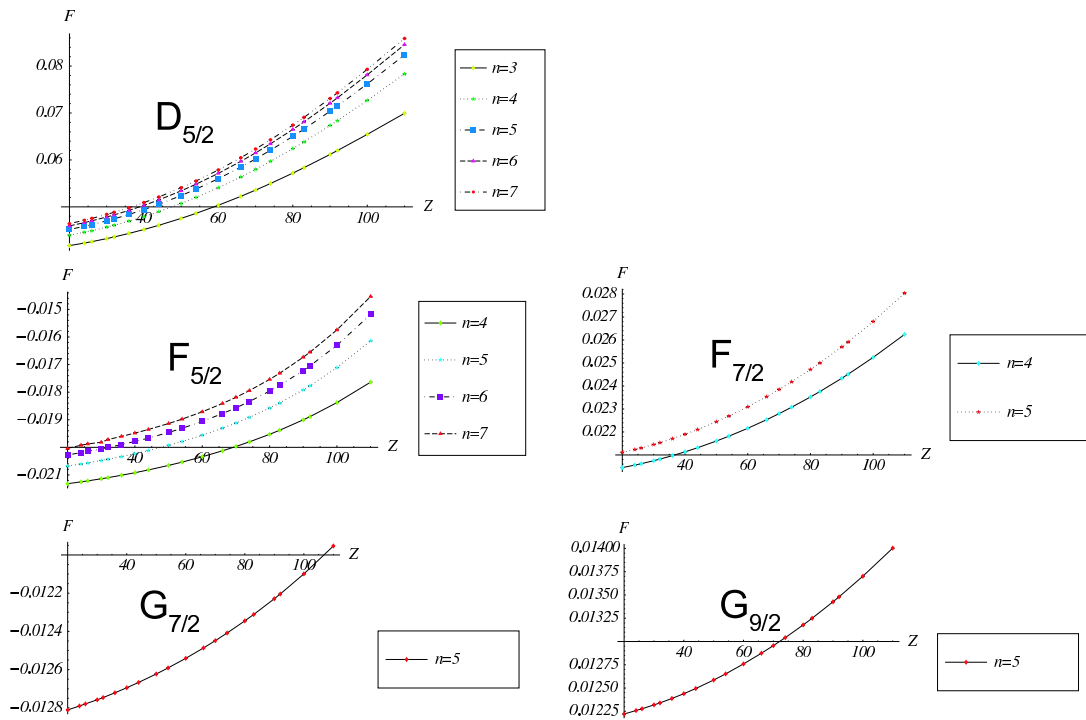 F
0.08
0.07
0.06
40 60 80 100 Z
D5/2
n=3
n=4
n=5
n=6
n=7
F
−0.015
−0.016
−0.017
−0.018
−0.019
−0.021
40 60 80 100 Z
F5/2
n=4
n=5
n=6
n=7
F
0.028
0.027
0.026
0.025
0.024
0.023
0.022
40 60 80 100 Z
F7/2
n=4
n=5
F
40 60 80 100 Z
−0.0122
−0.0124
−0.0126
−0.0128
G7/2
n=5
F
0.01400
0.01375
0.01350
0.01325
40 60 80 100 Z
0.01275
0.01250
0.01225
G9/2
n=5